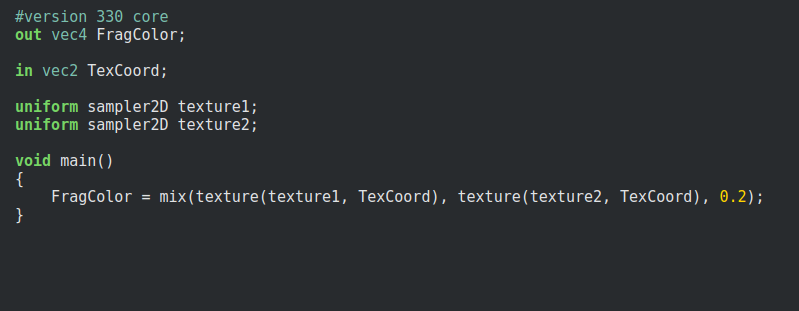 #version 330 core
out vec4 FragColor;
in vec2 TexCoord;
uniform sampler2D texture1;
uniform sampler2D texture2;
void main()
{
    FragColor = mix(texture(texture1, TexCoord), texture(texture2, TexCoord), 0.2);
}